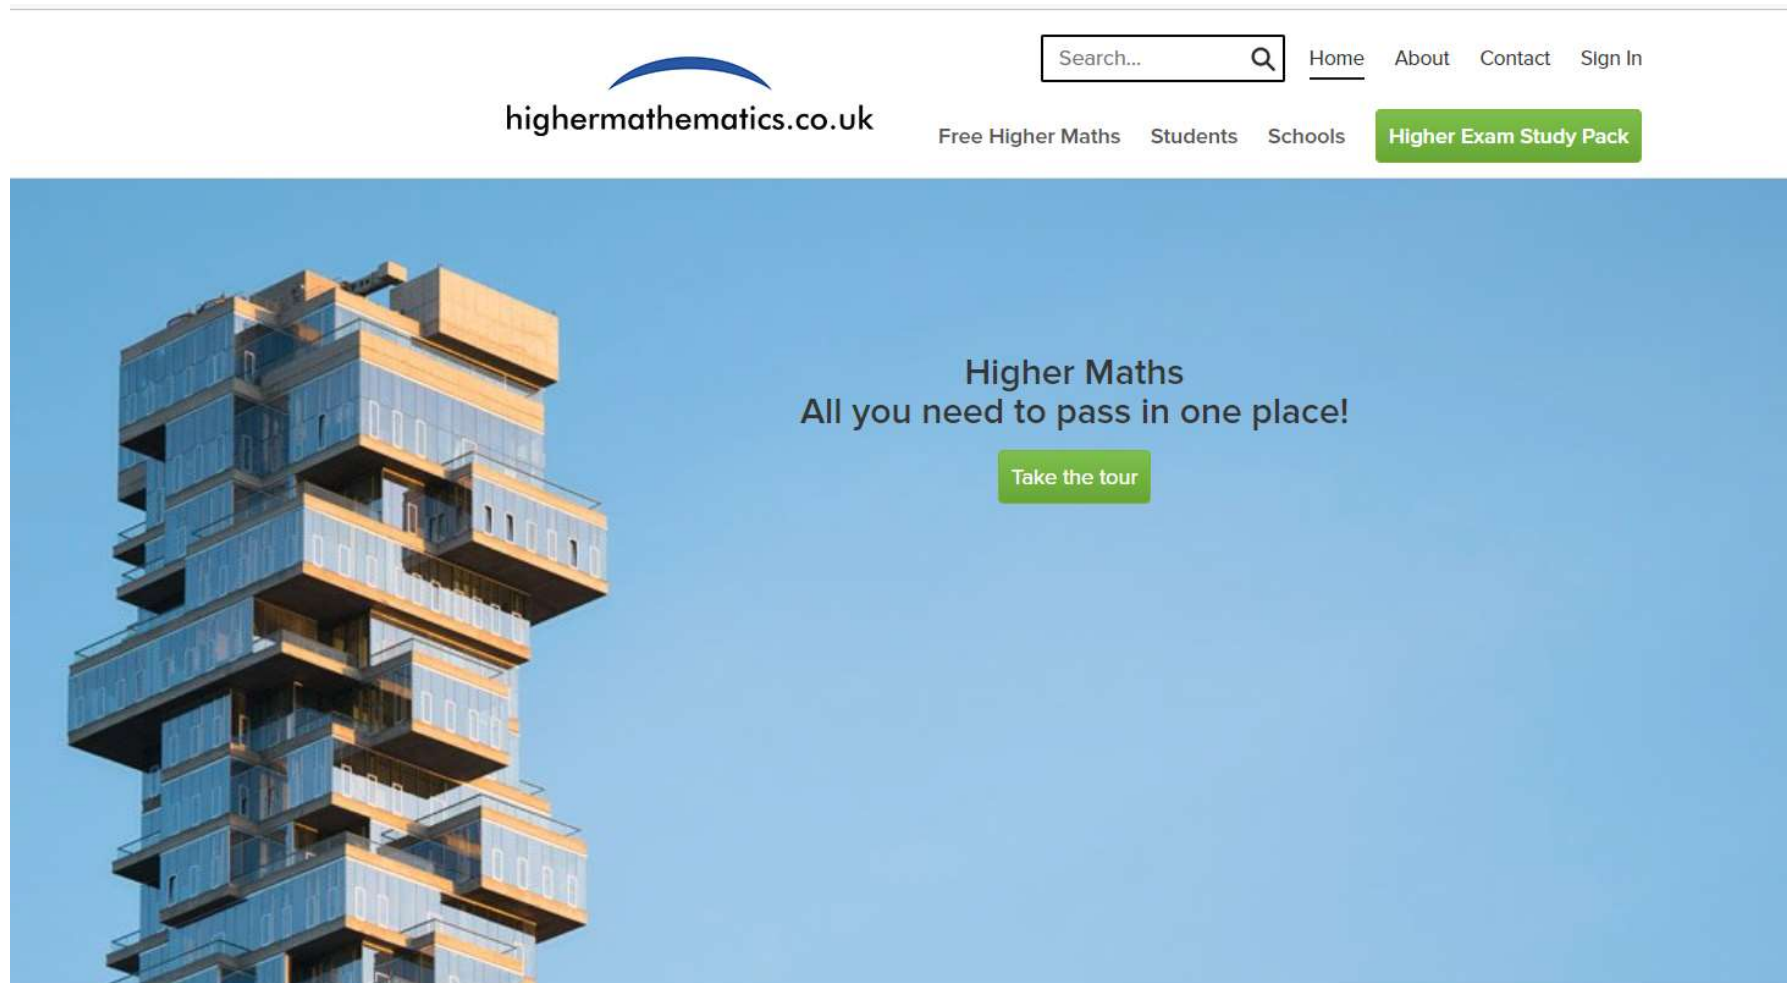 highermathematics.co.uk
Search...
Home About Contact Sign In
Free Higher Maths Students Schools Higher Exam Study Pack
Higher Maths
All you need to pass in one place!
Take the tour